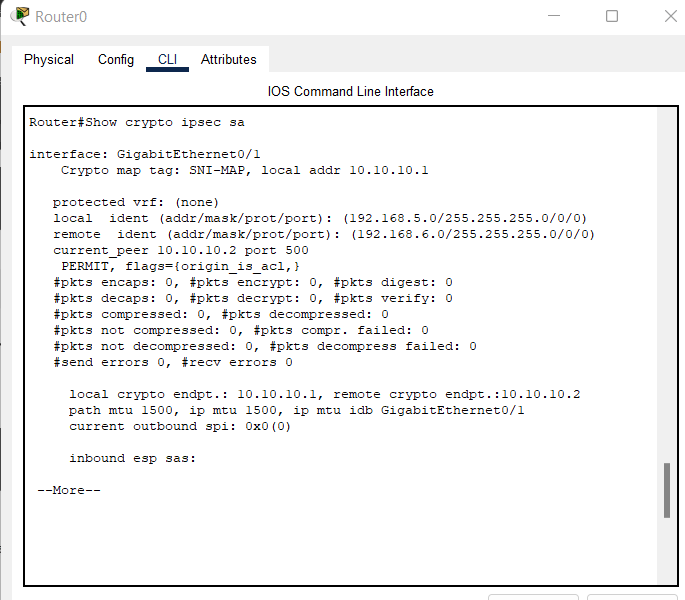 Router0
Physical Config CLI Attributes
IOS Command Line Interface
Router#Show crypto ipsec sa
interface: GigabitEthernet0/1
Crypto map tag: SNI-MAP, local addr 10.10.10.1
protected vrf: (none)
local ident (addr/mask/prot/port): (192.168.5.0/255.255.255.0/0/0)
remote ident (addr/mask/prot/port): (192.168.6.0/255.255.255.0/0/0)
current_peer 10.10.10.2 port 500
PERMIT, flags={origin_is_acl,}
#pkts encaps: 0, #pkts encrypt: 0, #pkts digest: 0
#pkts decaps: 0, #pkts decrypt: 0, #pkts verify: 0
#pkts compressed: 0, #pkts decompressed: 0
#pkts not compressed: 0, #pkts compr. failed: 0
#pkts not decompressed: 0, #pkts decompress failed: 0
#send errors 0, #recv errors 0
local crypto endpt.: 10.10.10.1, remote crypto endpt.:10.10.10.2
path mtu 1500, ip mtu 1500, ip mtu idb GigabitEthernet0/1
current outbound spi: 0x0(0)
inbound esp sas:
--More--